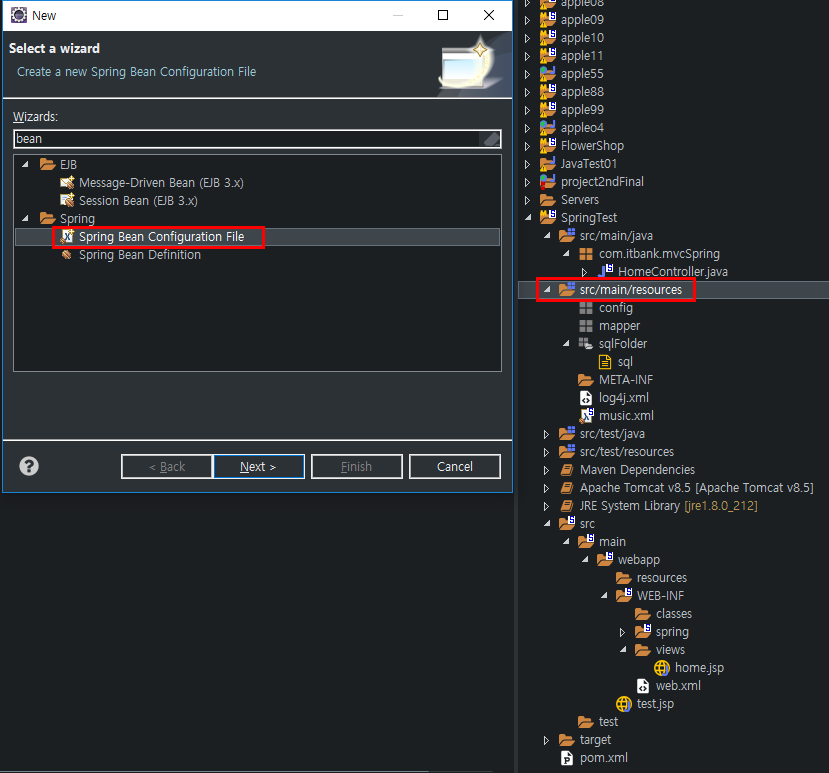 New
Select a wizard
Create a new Spring Bean Configuration File
Wizards:
bean
EJB
Message-Driven Bean (EJB 3.x)
Session Bean (EJB 3.x)
Spring
Spring Bean Configuration File
Spring Bean Definition
?
< Back
Next >
Finish
Cancel
apple08
apple09
apple10
apple11
apple55
apple88
apple99
appleo4
FlowerShop
JavaTest01
project2ndFinal
Servers
SpringTest
src/main/java
com.itbank.mvcSpring
HomeController.java
src/main/resources
config
mapper
sqlFolder
sql
META-INF
log4j.xml
music.xml
src/test/java
src/test/resources
Maven Dependencies
Apache Tomcat v8.5 [Apache Tomcat v8.5]
JRE System Library [jre1.8.0_212]
src
main
webapp
resources
WEB-INF
classes
spring
views
home.jsp
web.xml
test.jsp
test
target
pom.xml